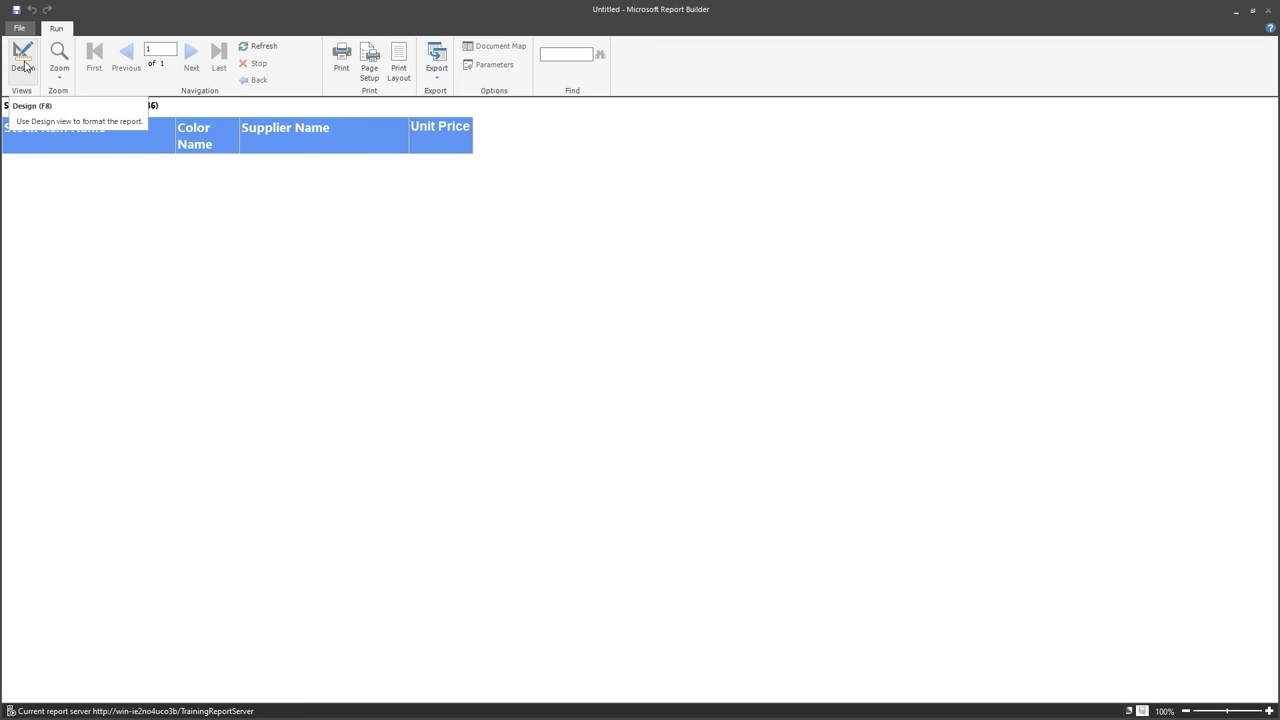 Untitled - Microsoft Report Builder
File
Run
Design
Zoom
First
Previous
1
of 1
Next
Last
Refresh
Stop
Back
Print
Page Setup
Print Layout
Export
Document Map
Parameters
Views
Zoom
Navigation
Print
Export
Options
Find
Design (F8)
Use Design view to format the report.
Color Name
Supplier Name
Unit Price
Current report server http://win-ie2no4uco3b/TrainingReportServer
100%